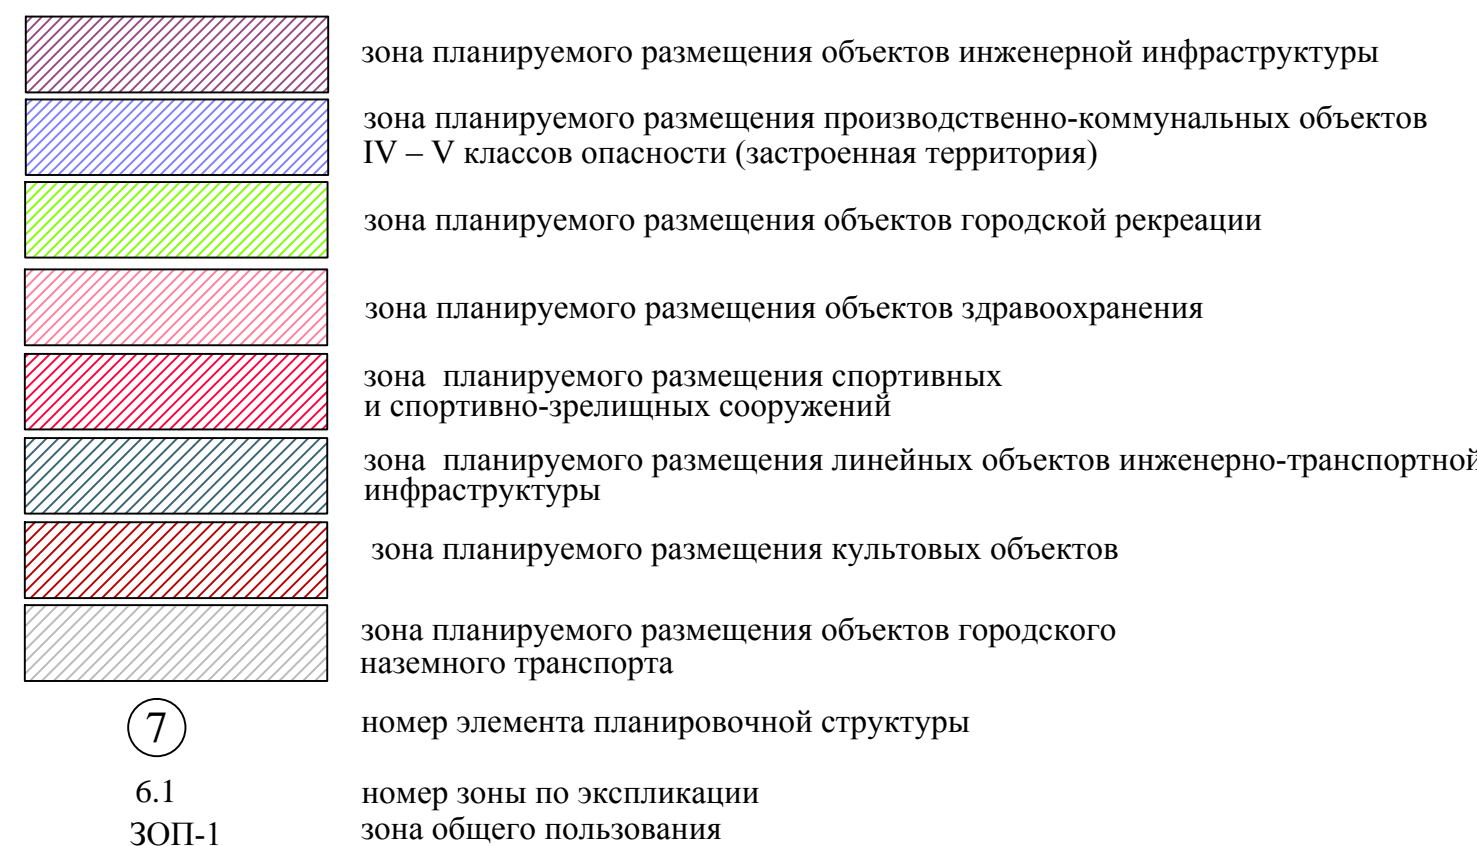 зона планируемого размещения объектов инженерной инфраструктуры
зона планируемого размещения производственно-коммунальных объектов
IV – V классов опасности (застроенная территория)
зона планируемого размещения объектов городской рекреации
зона планируемого размещения объектов здравоохранения
зона планируемого размещения спортивных
и спортивно-зрелищных сооружений
зона планируемого размещения линейных объектов инженерно-транспортной
инфраструктуры
зона планируемого размещения культовых объектов
зона планируемого размещения объектов городского
наземного транспорта
7 номер элемента планировочной структуры
6.1 номер зоны по экспликации
ЗОП-1 зона общего пользования